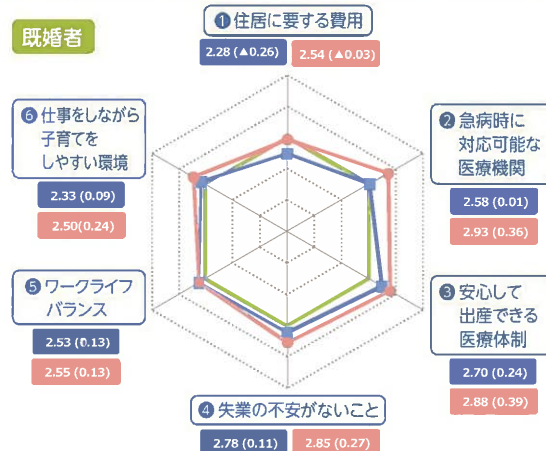 既婚者
❶住居に要する費用
2.28 (▲0.26) 2.54 (▲0.03)
❷急病時に
対応可能な
医療機関
2.58 (0.01)
2.93 (0.36)
❸安心して
出産できる
医療体制
2.70 (0.24)
2.88 (0.39)
❹失業の不安がないこと
2.78 (0.11) 2.85 (0.27)
❺ワークライフ
バランス
2.53 (0.13)
2.55 (0.13)
❻仕事をしながら
子育てを
しやすい環境
2.33 (0.09)
2.50(0.24)